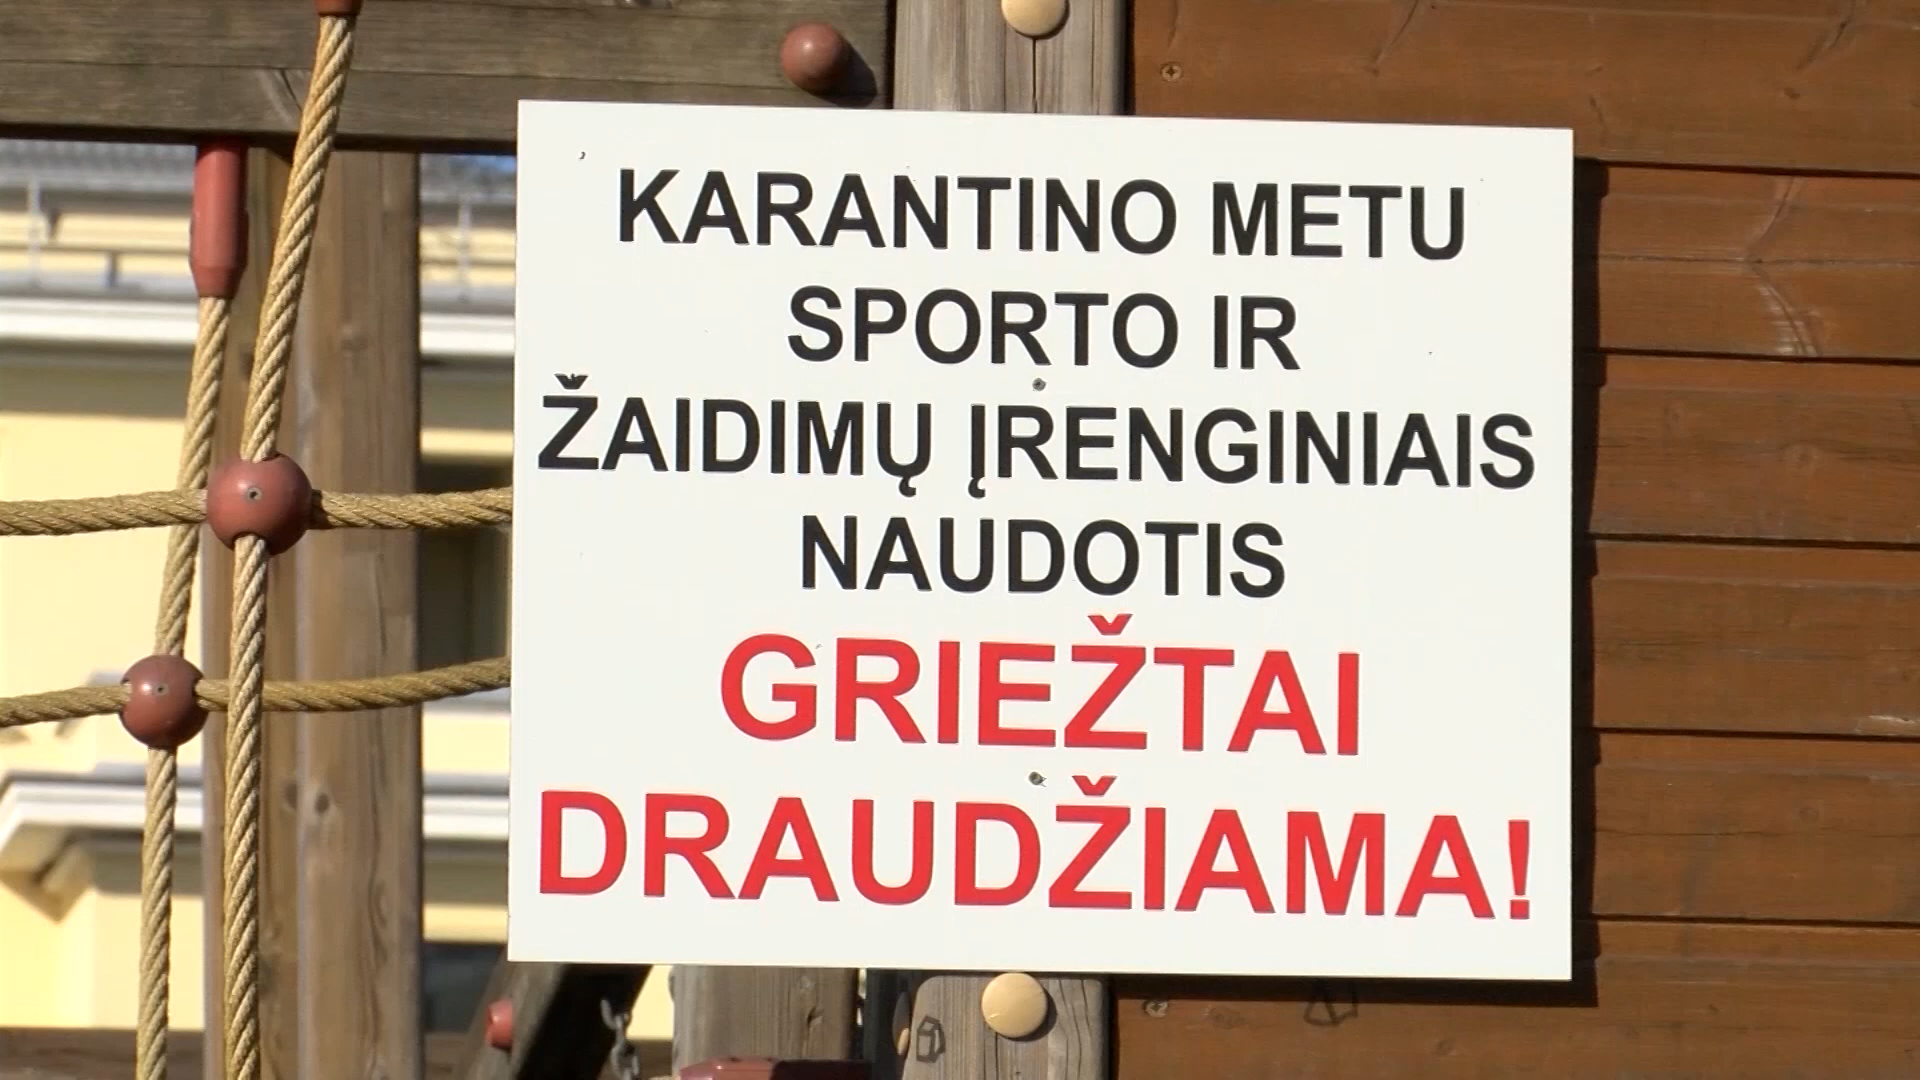 KARANTINO METU
SPORTO IR
ŽAIDIMŲ ĮRENGINIAIS
NAUDOTIS
GRIEŽTAI
DRAUDŽIAMA!